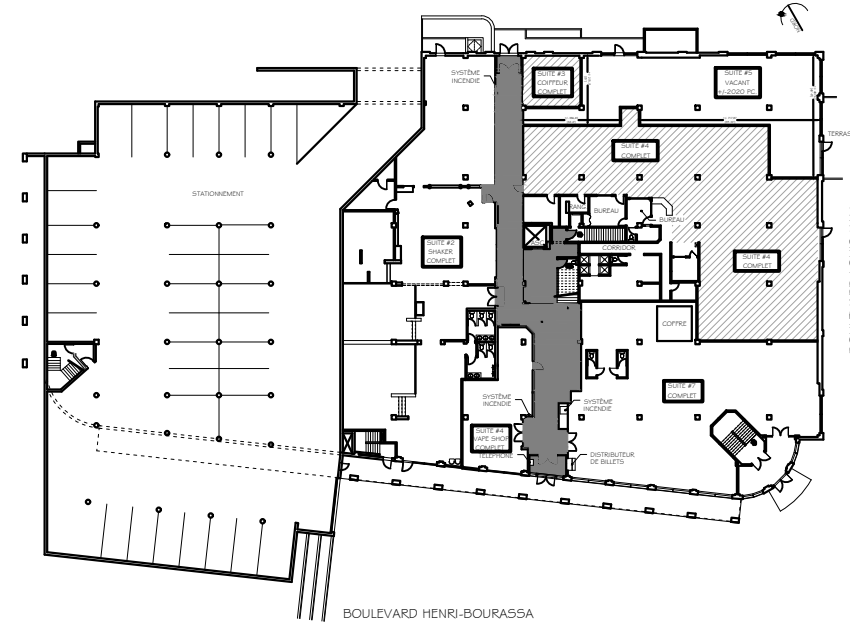 NORD
SYSTÈME
INCENDIE
SUITE #3
COIFFEUR
COMPLET
SUITE #5
VACANT
+/-2020 PC
TERRAS
SUITE #4
COMPLET
STATIONNEMENT
RANG.
BUREAU
BUREAU
SUITE #2
SHAKER
COMPLET
CORRIDOR
SUITE #4
COMPLET
COFFRE
SUITE #7
COMPLET
SYSTÈME
INCENDIE
SYSTÈME
INCENDIE
SUITE #4
VAPE SHOP
COMPLET
TÉLÉPHONE
DISTRIBUTEUR
DE BILLETS
BOULEVARD HENRI-BOURASSA